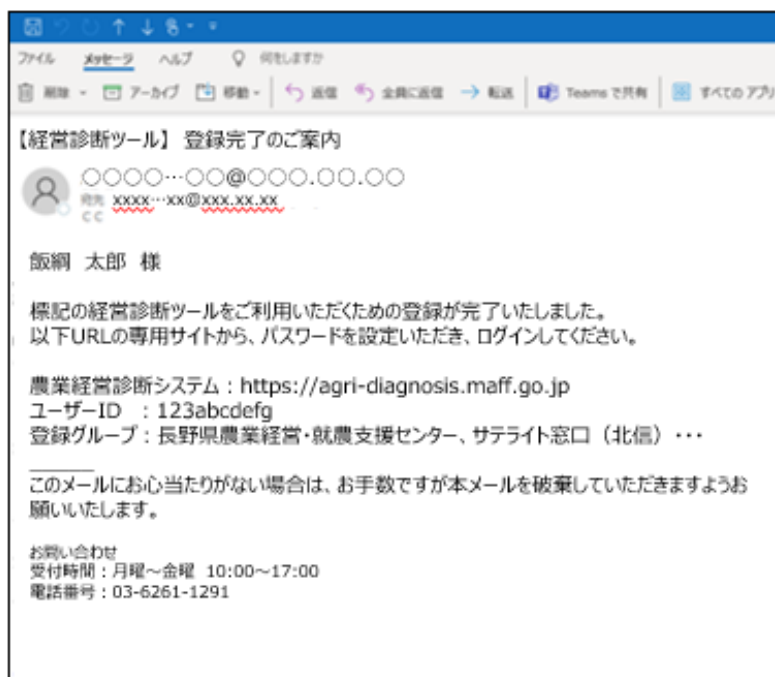 ファイル メッセージ ヘルプ 何をしますか
削除 アーカイブ 移動 返信 全員に返信 転送 Teams で共有 すべてのアプリ
【経営診断ツール】 登録完了のご案内
○○○○…○○@○○○.○○.○○
宛先 xxxx…xx@xxx.xx.xx
CC
飯綱 太郎 様
標記の経営診断ツールをご利用いただくための登録が完了いたしました。
以下URLの専用サイトから、パスワードを設定いただき、ログインしてください。
農業経営診断システム：https://agri-diagnosis.maff.go.jp
ユーザーID ：123abcdefg
登録グループ：長野県農業経営・就農支援センター、サテライト窓口（北信）・・・
このメールにお心当たりがない場合は、お手数ですが本メールを破棄していただきますようお
願いいたします。
お問い合わせ
受付時間：月曜～金曜 10:00～17:00
電話番号：03-6261-1291